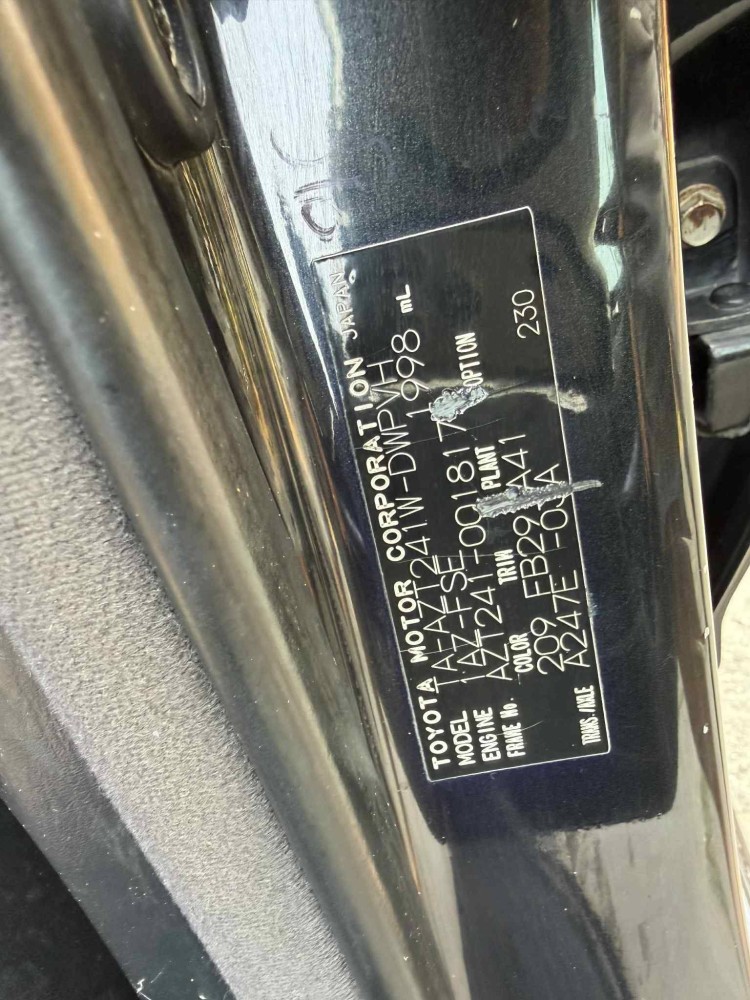 TOYOTA MOTOR CORPORATION JAPAN
MODEL TA-AZT241W-DWPVH
ENGINE 1AZ-FSE 1998 mL
FRAME No. AZT241-001817
COLOR TRIM PLANT OPTION
209 FB29 A41 230
TRANS./AXLE A247E